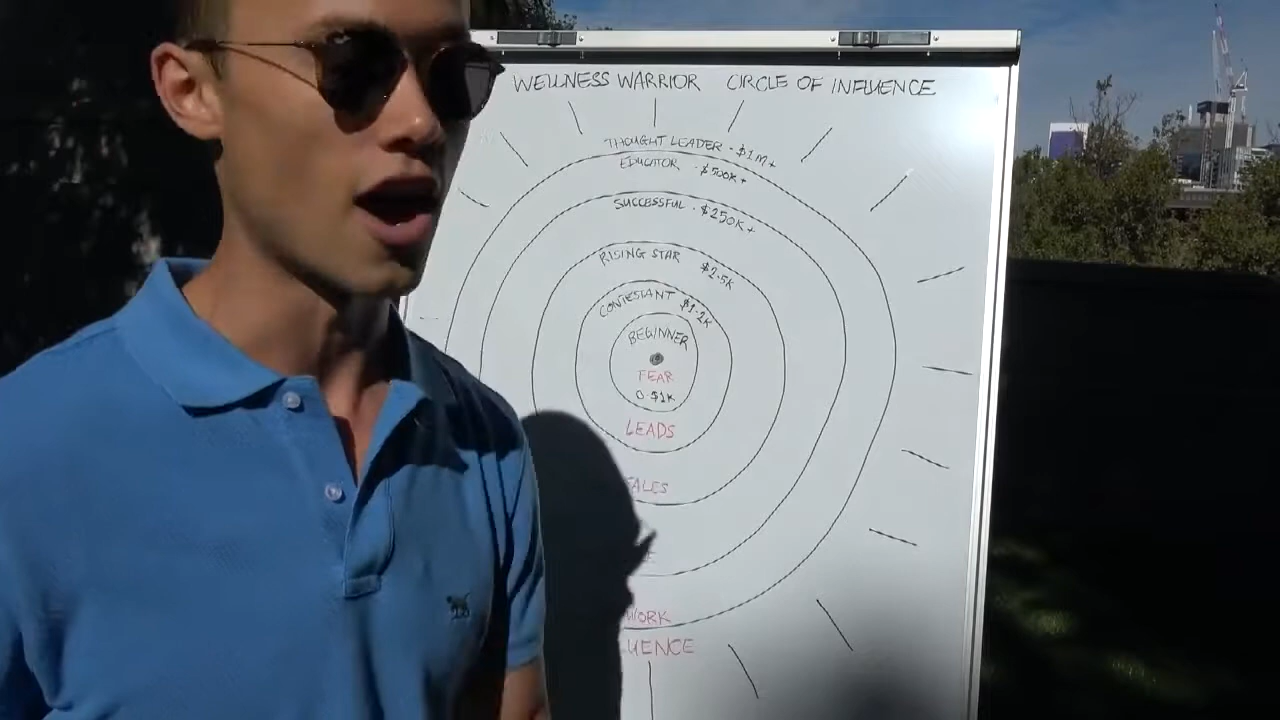 WELLNESS WARRIOR CIRCLE OF INFLUENCE
THOUGHT LEADER - $1M+
EDUCATOR - $500K+
SUCCESSFUL - $250K+
RISING STAR $2-5K
CONTESTANT $1-2K
BEGINNER
FEAR
0-$1K
LEADS
ALES
WORK
LUENCE